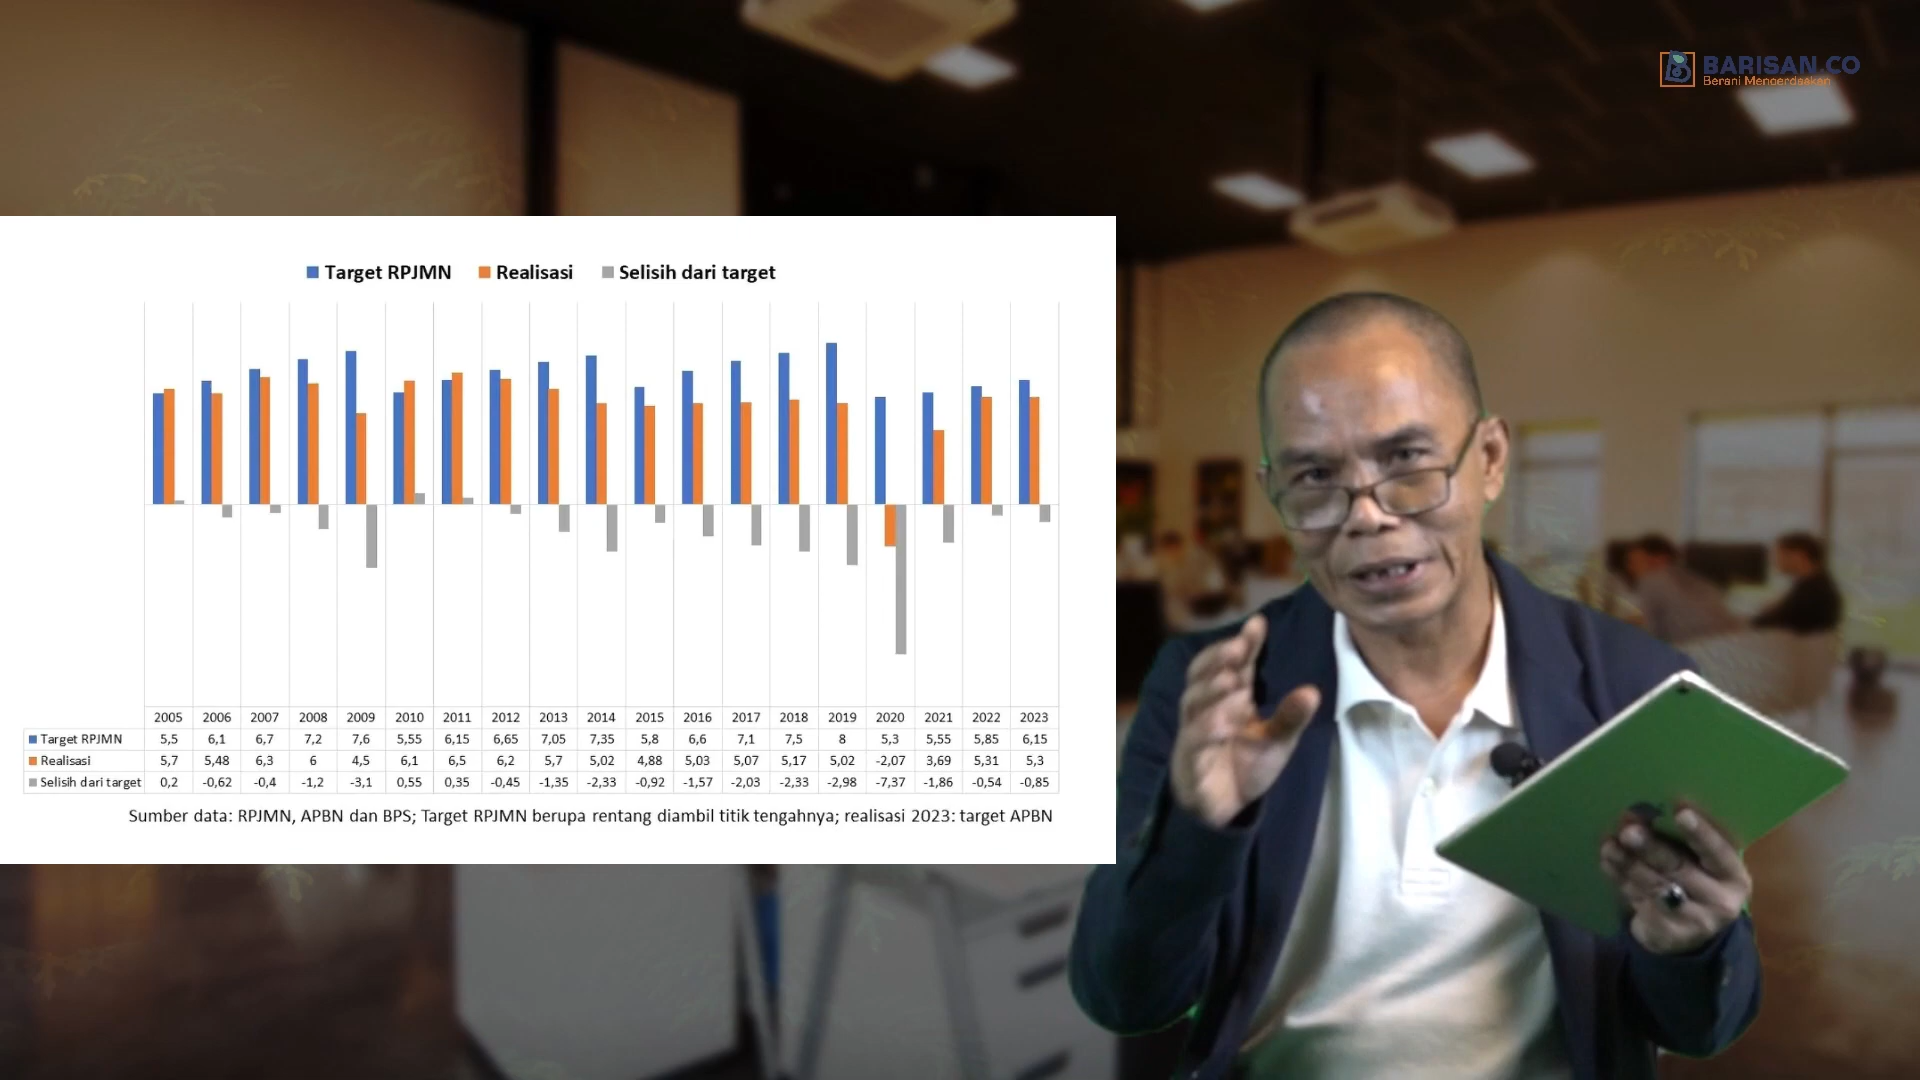 BARISAN.CO
Berani Mencerdaskan
Target RPJMN Realisasi Selisih dari target
2005 2006 2007 2008 2009 2010 2011 2012 2013 2014 2015 2016 2017 2018 2019 2020 2021 2022 2023
Target RPJMN 5,5 6,1 6,7 7,2 7,6 5,55 6,15 6,65 7,05 7,35 5,8 6,6 7,1 7,5 8 5,3 5,55 5,85 6,15
Realisasi 5,7 5,48 6,3 6 4,5 6,1 6,5 6,2 5,7 5,02 4,88 5,03 5,07 5,17 5,02 -2,07 3,69 5,31 5,3
Selisih dari target 0,2 -0,62 -0,4 -1,2 -3,1 0,55 0,35 -0,45 -1,35 -2,33 -0,92 -1,57 -2,03 -2,33 -2,98 -7,37 -1,86 -0,54 -0,85
Sumber data: RPJMN, APBN dan BPS; Target RPJMN berupa rentang diambil titik tengahnya; realisasi 2023: target APBN